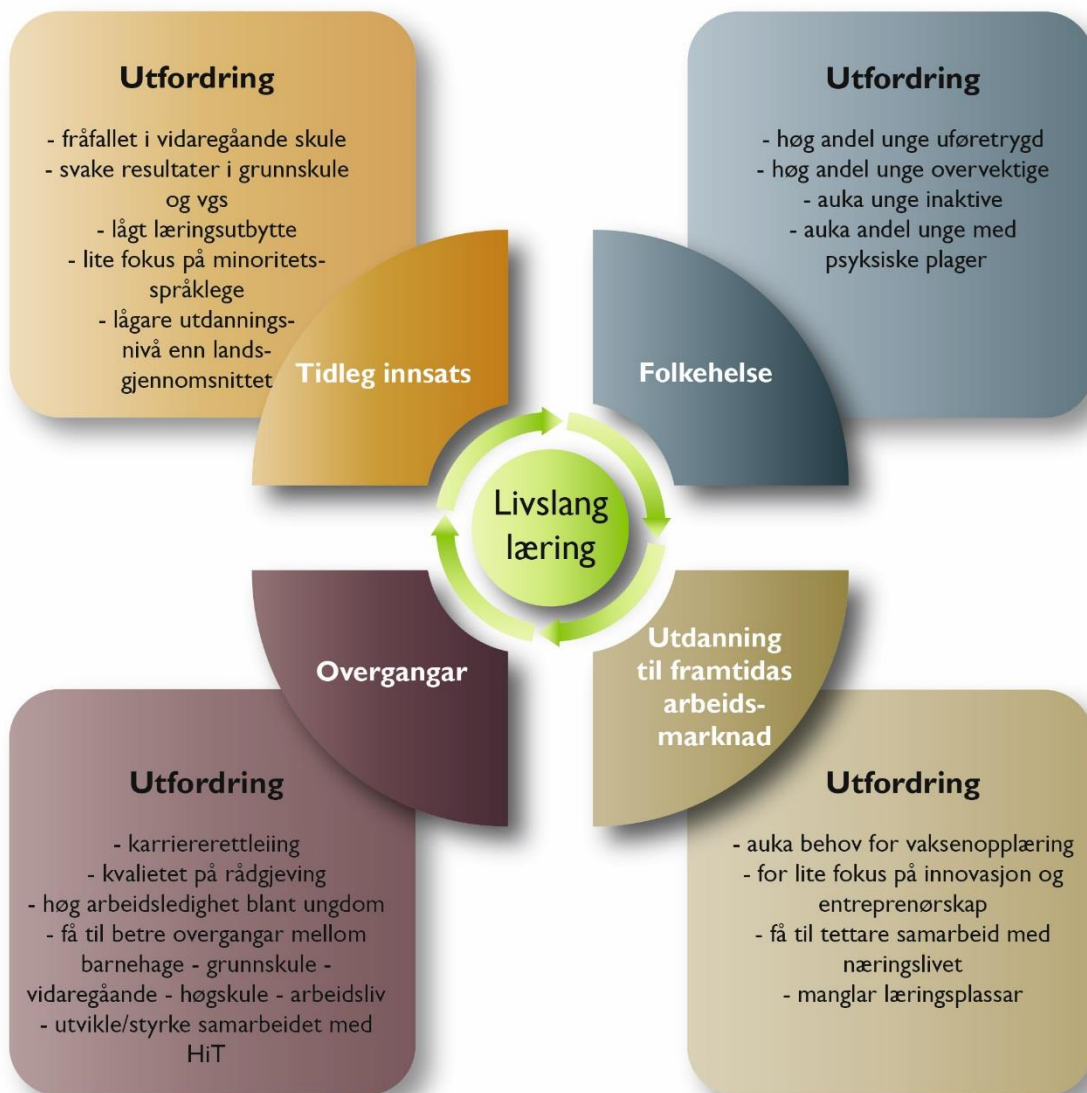 Utfordring
- fråfallet i vidaregåande skule
- svake resultater i grunnskule
og vgs
- lågt læringsutbytte
- lite fokus på minoritets-
språklege
- lågare utdannings-
nivå enn lands-
gjennomsnittet
Tidleg innsats
Utfordring
- høg andel unge uføretrygd
- høg andel unge overvektige
- auka unge inaktive
- auka andel unge med
psyksiske plager
Folkehelse
Livslang
læring
Overgangar
Utfordring
- karriererettleiing
- kvalietet på rådgjeving
- høg arbeidsledighet blant ungdom
- få til betre overgangar mellom
barnehage - grunnskule -
vidaregåande - høgskule - arbeidsliv
- utvikle/styrke samarbeidet med
HiT
Utdanning
til framtidas
arbeids-
marknad
Utfordring
- auka behov for vaksenopplæring
- for lite fokus på innovasjon og
entreprenørskap
- få til tettare samarbeid med
næringslivet
- manglar læringsplassar